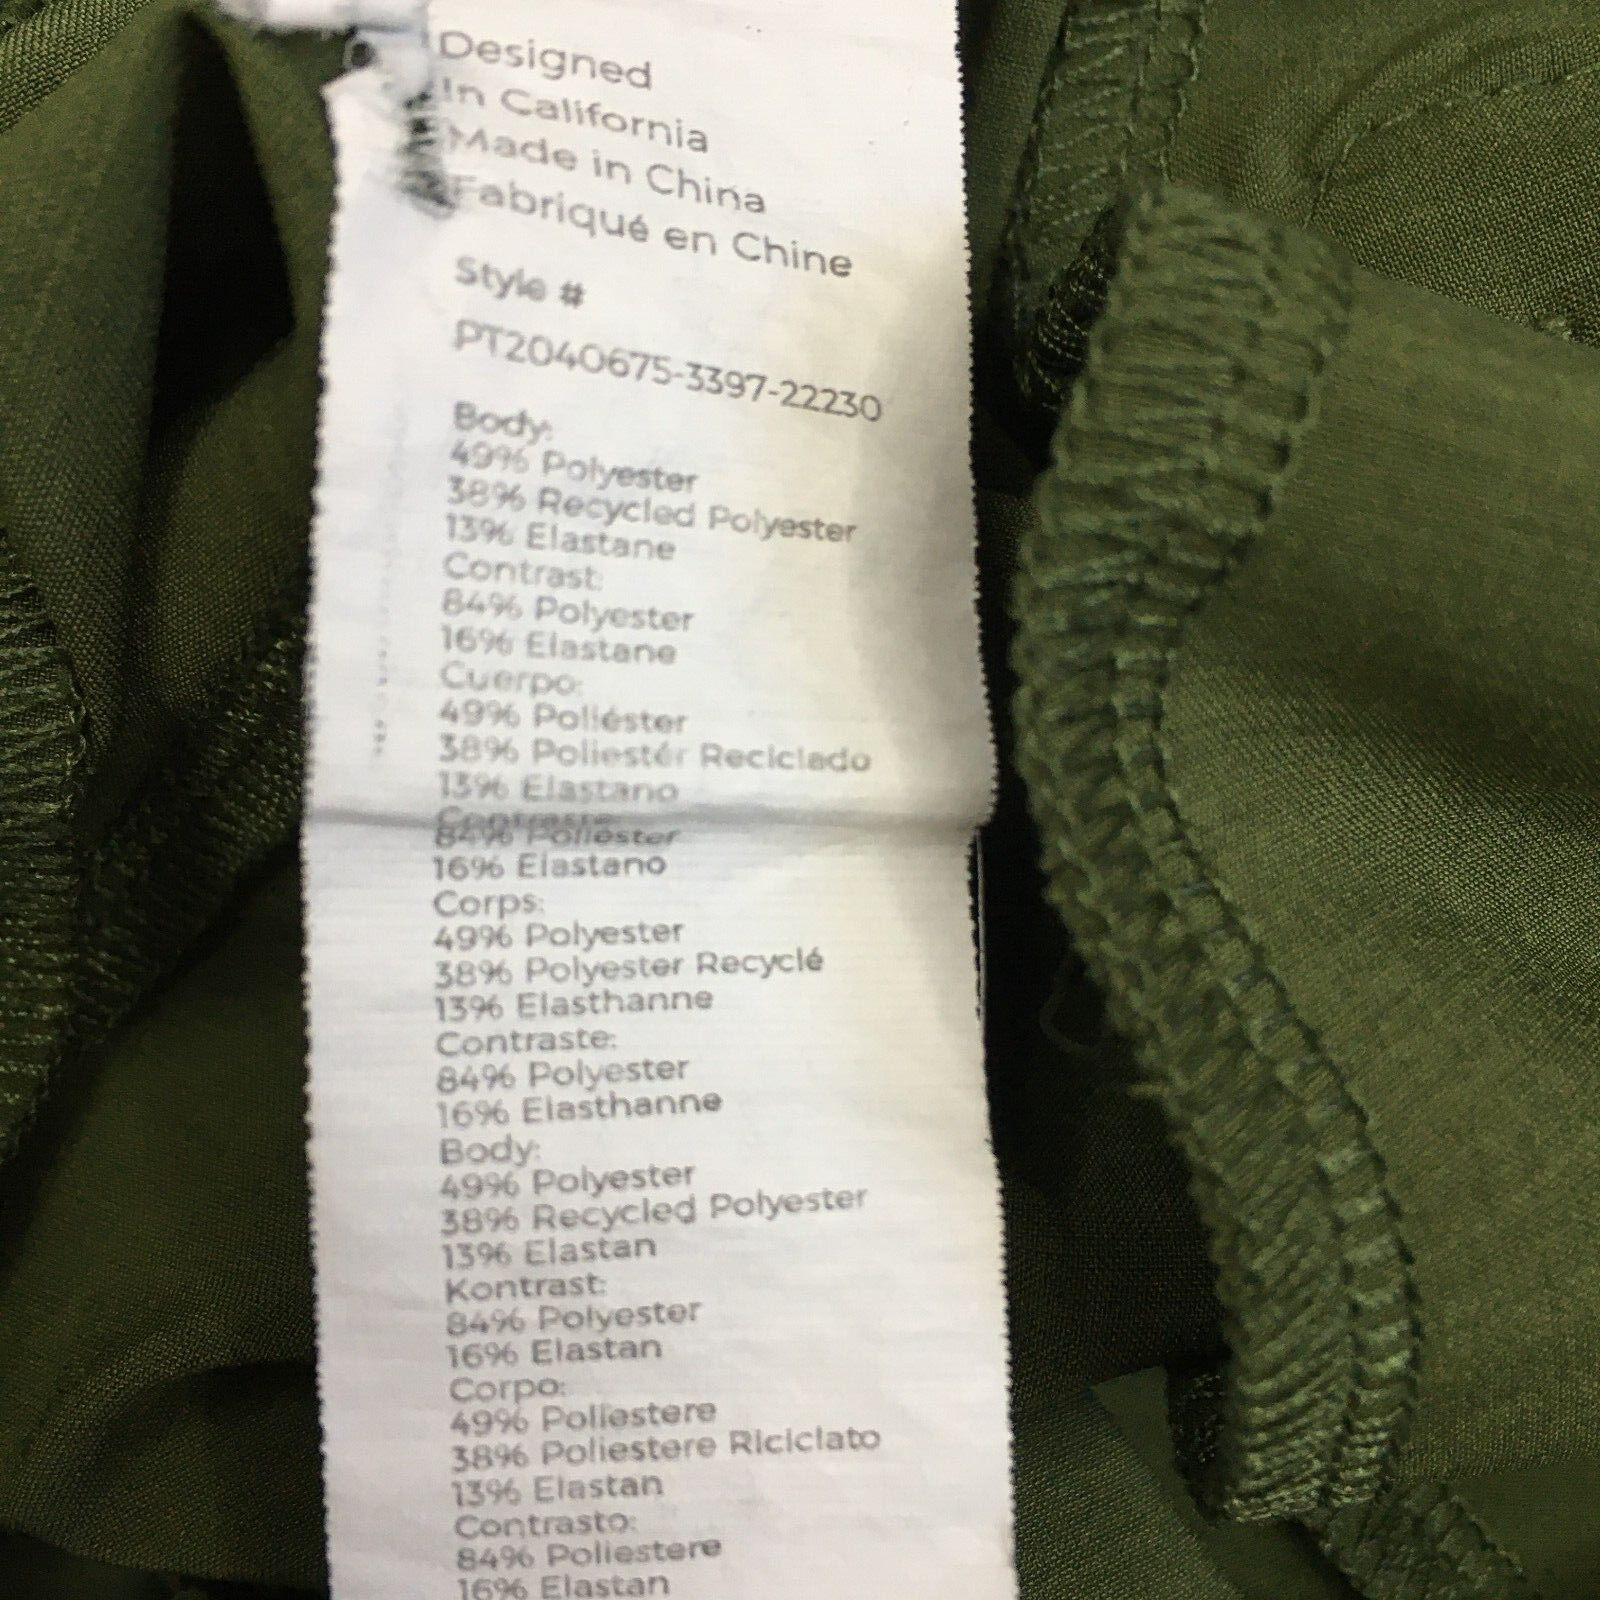 Designed
In California
Made in China
Fabriqué en Chine
Style #
PT2040675-3397-22230
Body:
49% Polyester
38% Recycled Polyester
13% Elastane
Contrast:
84% Polyester
16% Elastane
Cuerpo:
49% Poliéster
38% Poliestér Reciclado
13% Elastano
Contraste:
84% Poliéster
16% Elastano
Corps:
49% Polyester
38% Polyester Recyclé
13% Elasthanne
Contraste:
84% Polyester
16% Elasthanne
Body:
49% Polyester
38% Recycled Polyester
13% Elastan
Kontrast:
84% Polyester
16% Elastan
Corpo:
49% Poliestere
38% Poliestere Riciclato
13% Elastan
Contrasto:
84% Poliestere
16% Elastan